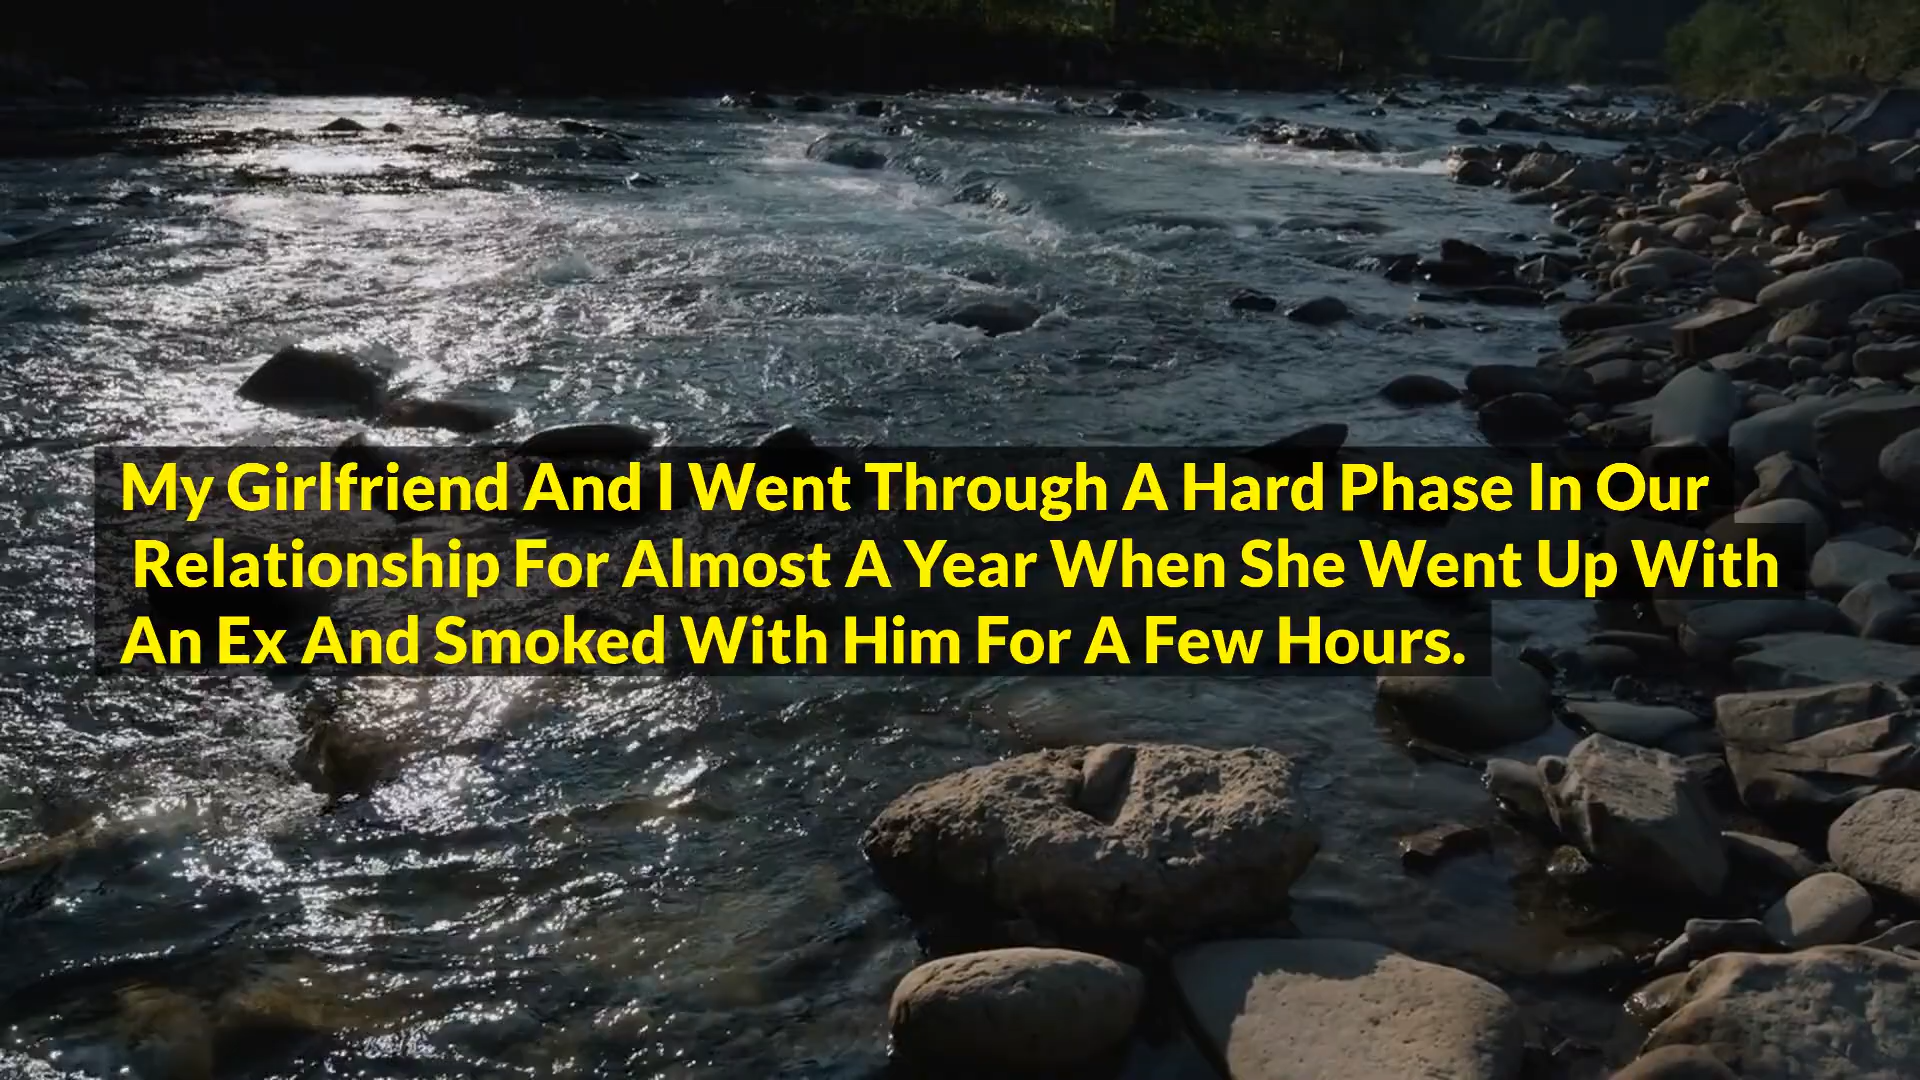 My Girlfriend And I Went Through A Hard Phase In Our
Relationship For Almost A Year When She Went Up With
An Ex And Smoked With Him For A Few Hours.